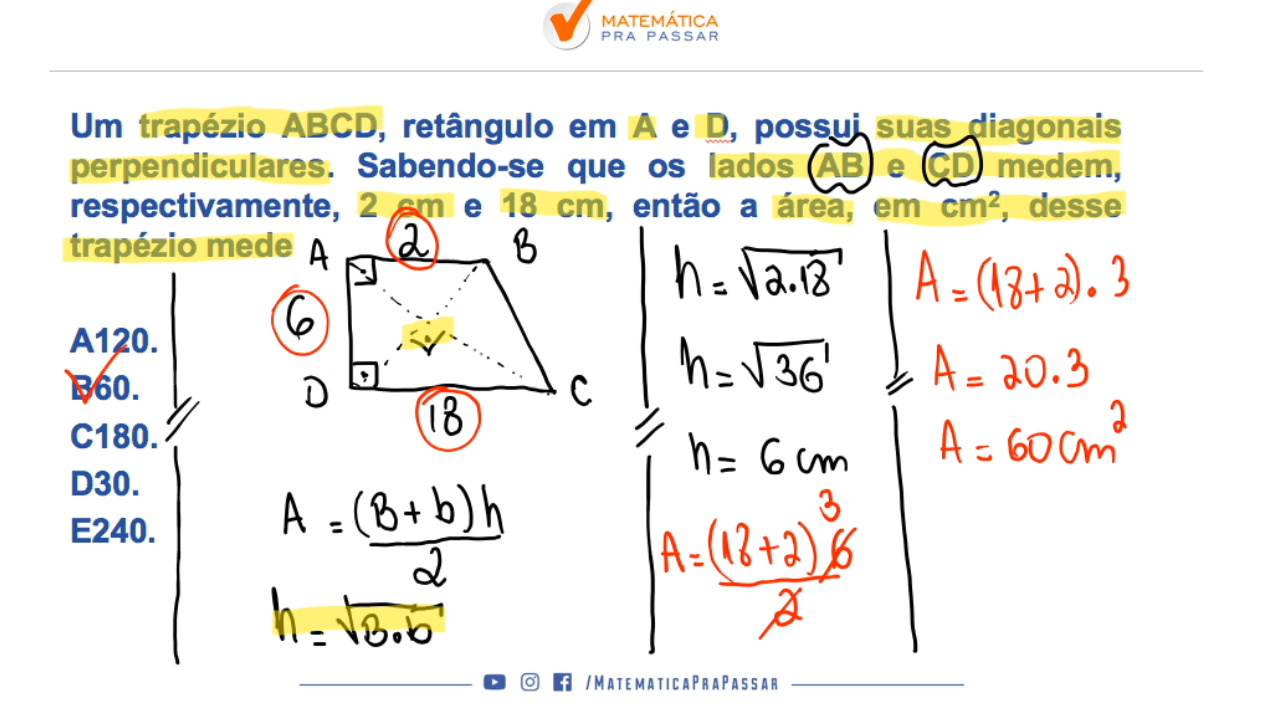 MATEMÁTICA
PRA PASSAR
Um trapézio ABCD, retângulo em A e D, possui suas diagonais
perpendiculares. Sabendo-se que os lados AB e CD medem,
respectivamente, 2 cm e 18 cm, então a área, em cm², desse
trapézio mede
A120.
B60.
C180.
D30.
E240.
A 2 B
6
D 18 C
A = (B+b)h
2
h = √B.b
h = √2.18
h = √36
h = 6 cm
3
A = (18+2) 6
2
A = (18+2).3
A = 20.3
A = 60 cm²
/MATEMATICAPRAPASSAR